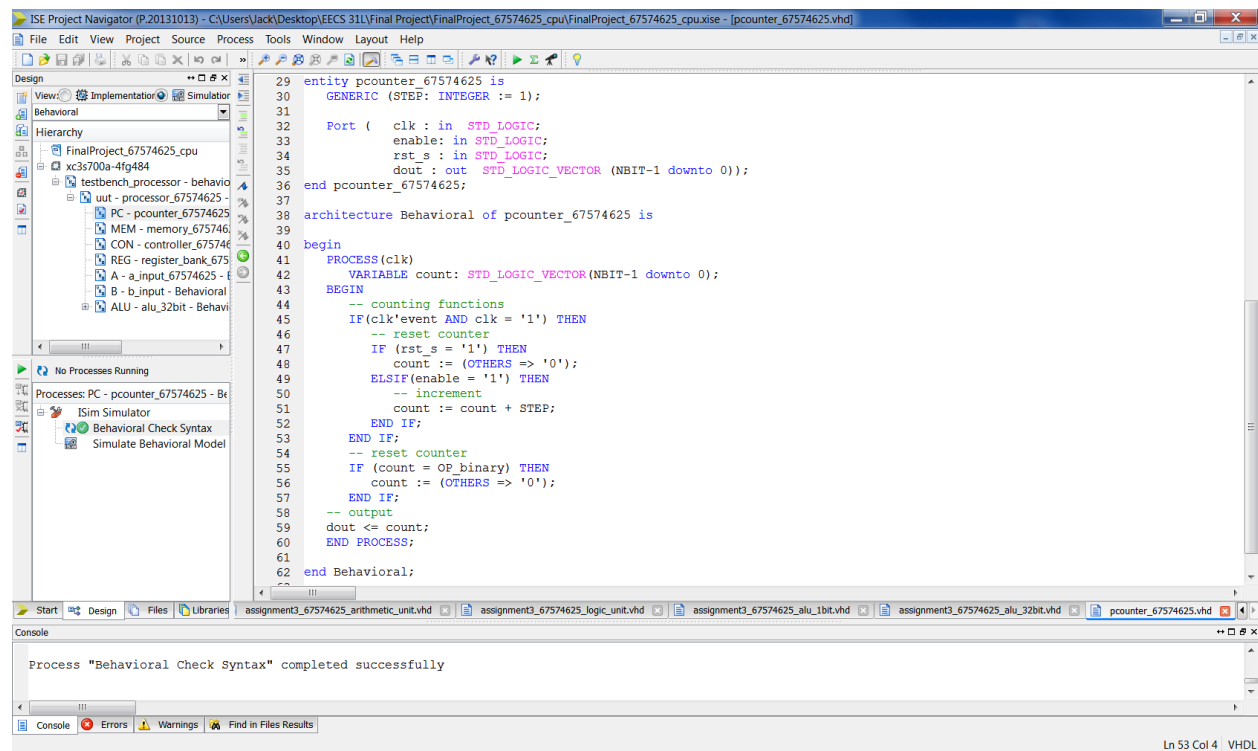 ISE Project Navigator (P.20131013) - C:\Users\Jack\Desktop\EECS 31L\Final Project\FinalProject_67574625_cpu\FinalProject_67574625_cpu.xise - [pcounter_67574625.vhd]
File Edit View Project Source Process Tools Window Layout Help
Design
View: Implementation Simulation
Behavioral
Hierarchy
FinalProject_67574625_cpu
xc3s700a-4fg484
testbench_processor - behavio
uut - processor_67574625 -
PC - pcounter_67574625
MEM - memory_675746
CON - controller_675746
REG - register_bank_675
A - a_input_67574625 - B
B - b_input - Behavioral
ALU - alu_32bit - Behavi
No Processes Running
Processes: PC - pcounter_67574625 - Be
ISim Simulator
Behavioral Check Syntax
Simulate Behavioral Model
29 entity pcounter_67574625 is
30 GENERIC (STEP: INTEGER := 1);
31
32 Port ( clk : in STD_LOGIC;
33 enable: in STD_LOGIC;
34 rst_s : in STD_LOGIC;
35 dout : out STD_LOGIC_VECTOR (NBIT-1 downto 0));
36 end pcounter_67574625;
37
38 architecture Behavioral of pcounter_67574625 is
39
40 begin
41 PROCESS(clk)
42 VARIABLE count: STD_LOGIC_VECTOR(NBIT-1 downto 0);
43 BEGIN
44 -- counting functions
45 IF(clk'event AND clk = '1') THEN
46 -- reset counter
47 IF (rst_s = '1') THEN
48 count := (OTHERS => '0');
49 ELSIF(enable = '1') THEN
50 -- increment
51 count := count + STEP;
52 END IF;
53 END IF;
54 -- reset counter
55 IF (count = OP_binary) THEN
56 count := (OTHERS => '0');
57 END IF;
58 -- output
59 dout <= count;
60 END PROCESS;
61
62 end Behavioral;
Start Design Files Libraries
assignment3_67574625_arithmetic_unit.vhd assignment3_67574625_logic_unit.vhd assignment3_67574625_alu_1bit.vhd assignment3_67574625_alu_32bit.vhd pcounter_67574625.vhd
Console
Process "Behavioral Check Syntax" completed successfully
Console Errors Warnings Find in Files Results
Ln 53 Col 4 VHDL